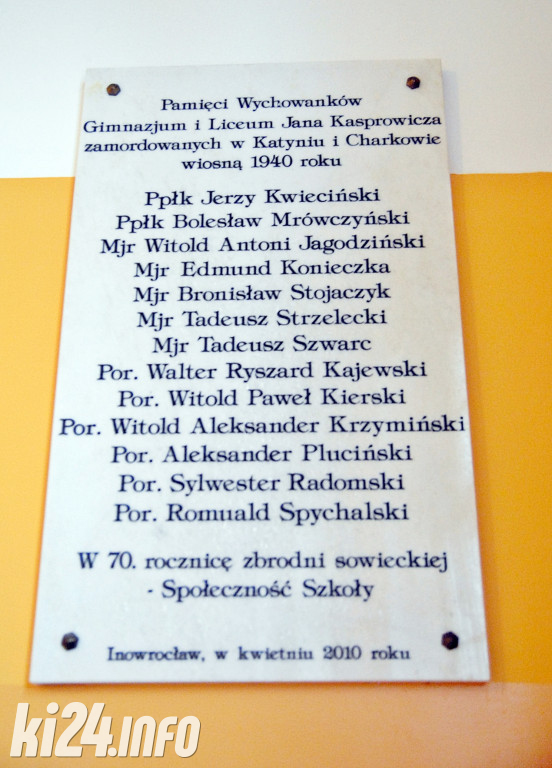 Pamięci Wychowanków
Gimnazjum i Liceum Jana Kasprowicza
zamordowanych w Katyniu i Charkowie
wiosną 1940 roku
Ppłk Jerzy Kwieciński
Ppłk Bolesław Mrówczyński
Mjr Witold Antoni Jagodziński
Mjr Edmund Konieczka
Mjr Bronisław Stojaczyk
Mjr Tadeusz Strzelecki
Mjr Tadeusz Szwarc
Por. Walter Ryszard Kajewski
Por. Witold Paweł Kierski
Por. Witold Aleksander Krzymiński
Por. Aleksander Pluciński
Por. Sylwester Radomski
Por. Romuald Spychalski
W 70. rocznicę zbrodni sowieckiej
- Społeczność Szkoły
Inowrocław, w kwietniu 2010 roku
ki24.info